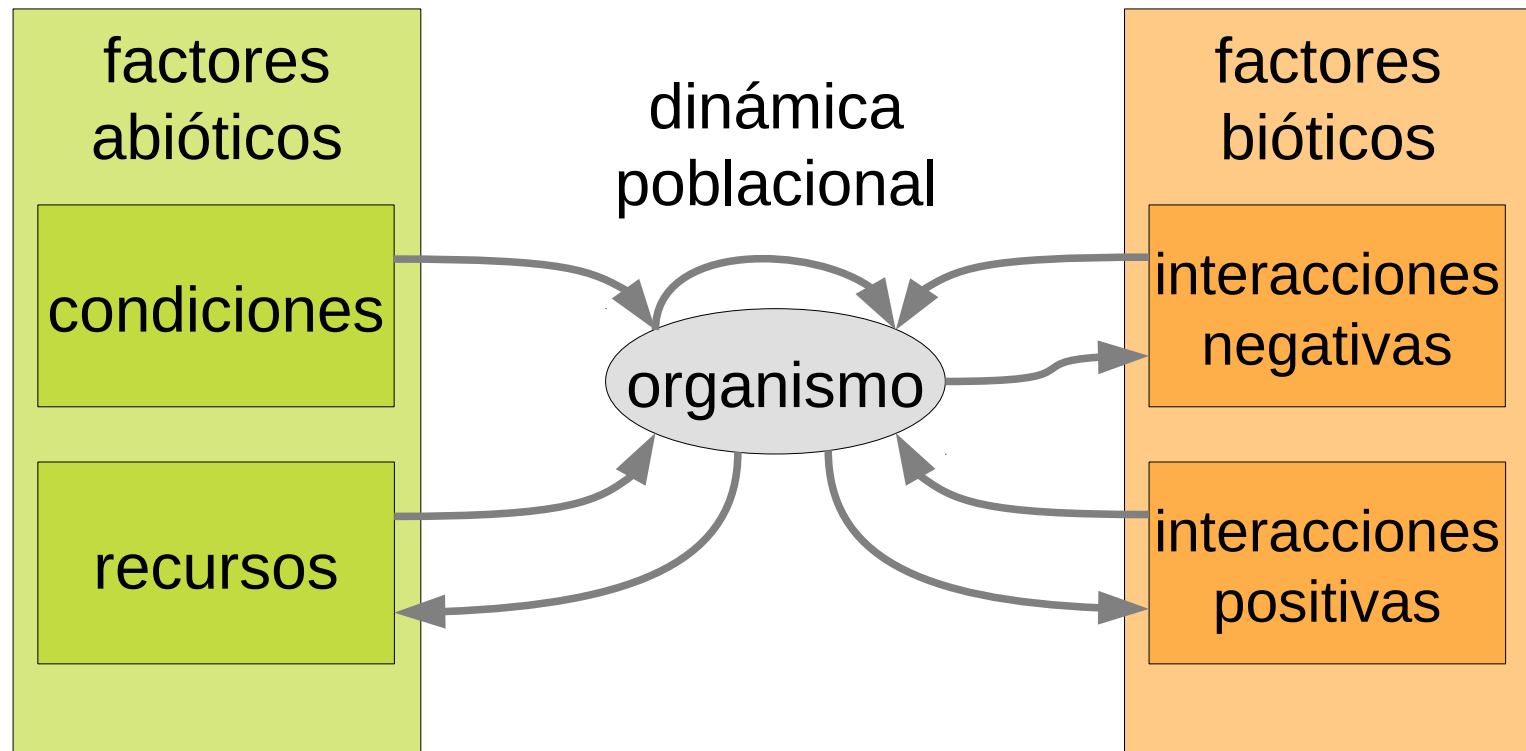 factores
abióticos
condiciones
recursos
dinámica
poblacional
organismo
factores
bióticos
interacciones
negativas
interacciones
positivas